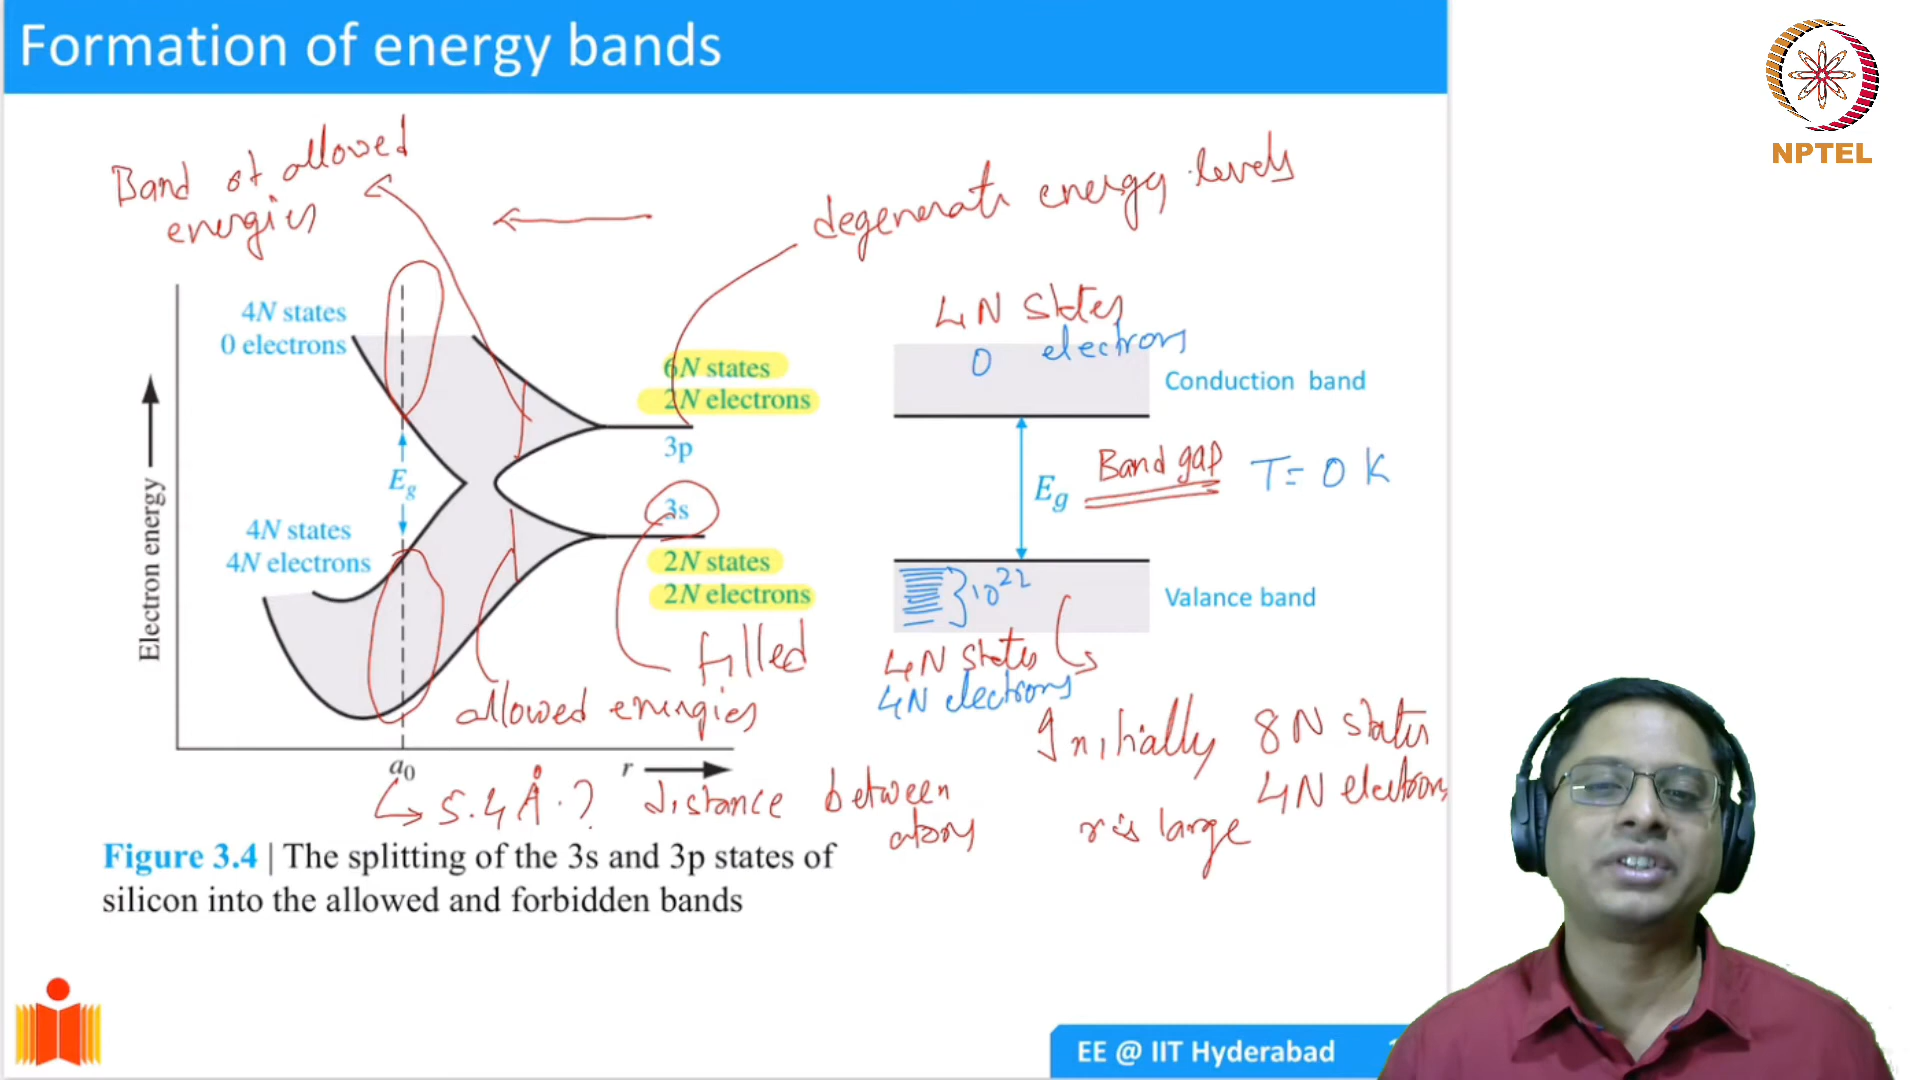 Formation of energy bands
NPTEL
Band of allowed
energies
degenerate energy levels
4N states
0 electrons
6N states
2N electrons
3p
3s
2N states
2N electrons
Eg
4N states
4N electrons
Electron energy
filled
allowed energies
a0
r
5.4 Å.?
distance between
atoms
4N states
0 electrons
Conduction band
Eg
Band gap
T = 0 K
10^22
Valance band
4N states
4N electrons
Initially 8N states
4N electrons
r is large
Figure 3.4 | The splitting of the 3s and 3p states of
silicon into the allowed and forbidden bands
EE @ IIT Hyderabad